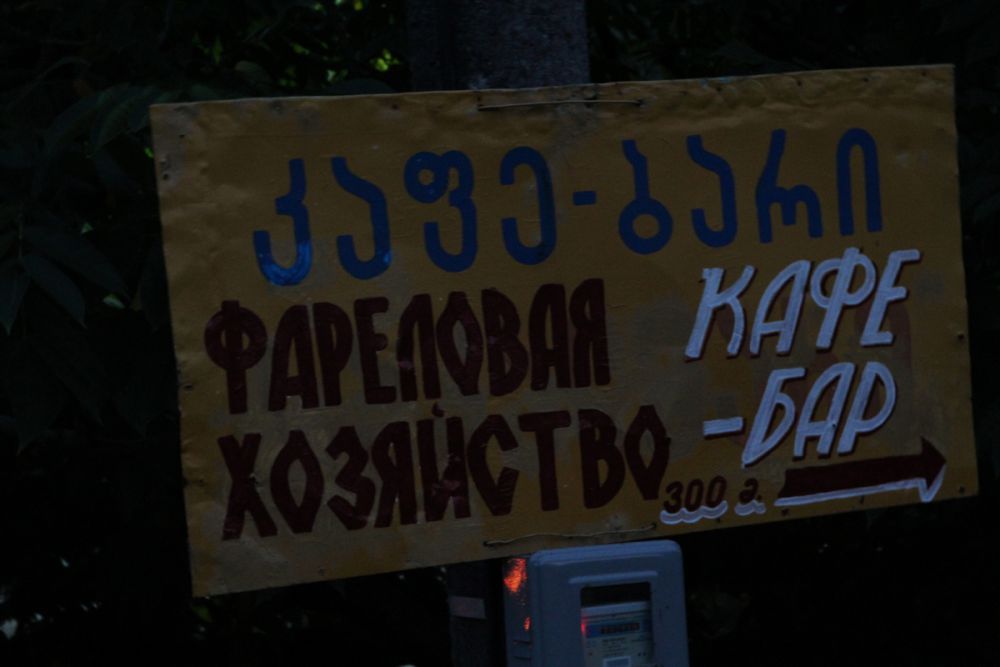 კაფე-ბარი
ФАРЕЛОВАЯ
ХОЗЯЙСТВО
КАФЕ
-БАР
300 მ.